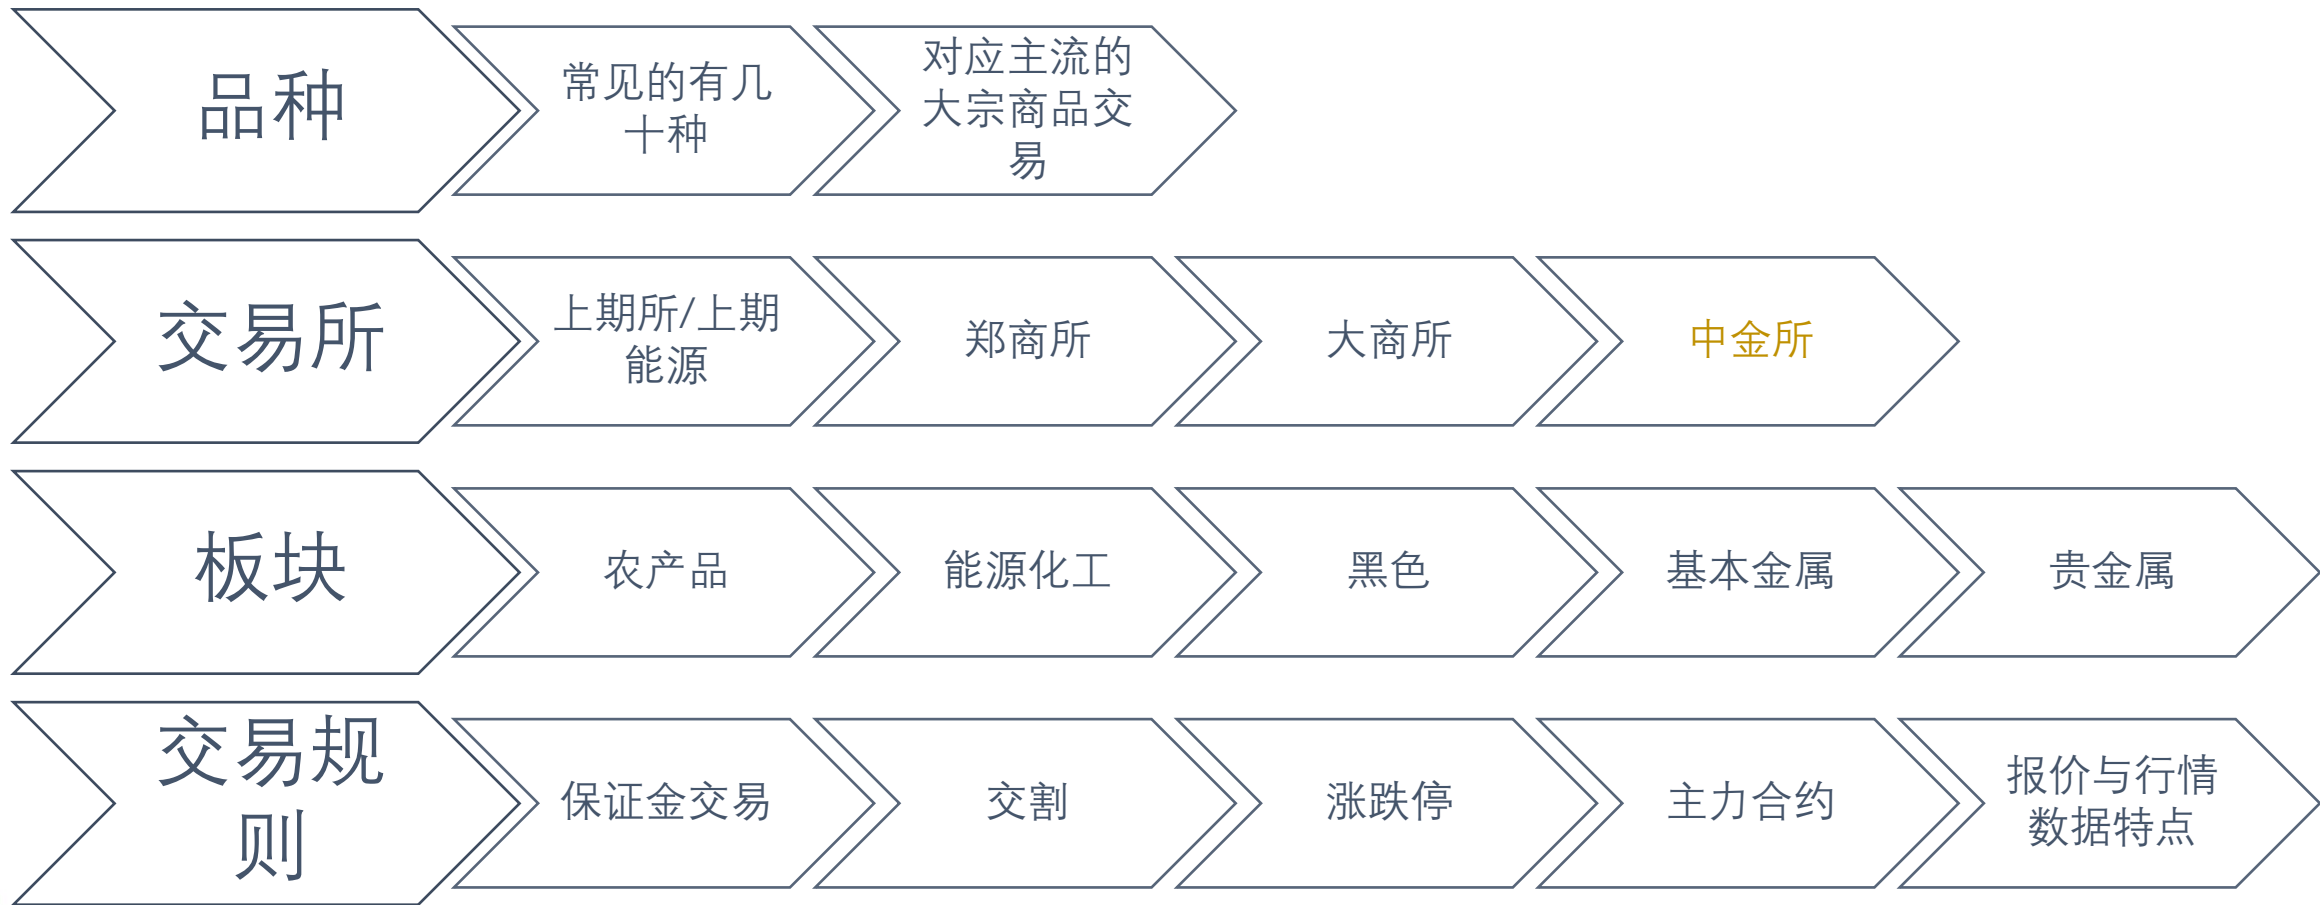 品种
常见的有几
十种
对应主流的
大宗商品交
易
交易所
上期所/上期
能源
郑商所
大商所
中金所
板块
农产品
能源化工
黑色
基本金属
贵金属
交易规
则
保证金交易
交割
涨跌停
主力合约
报价与行情
数据特点